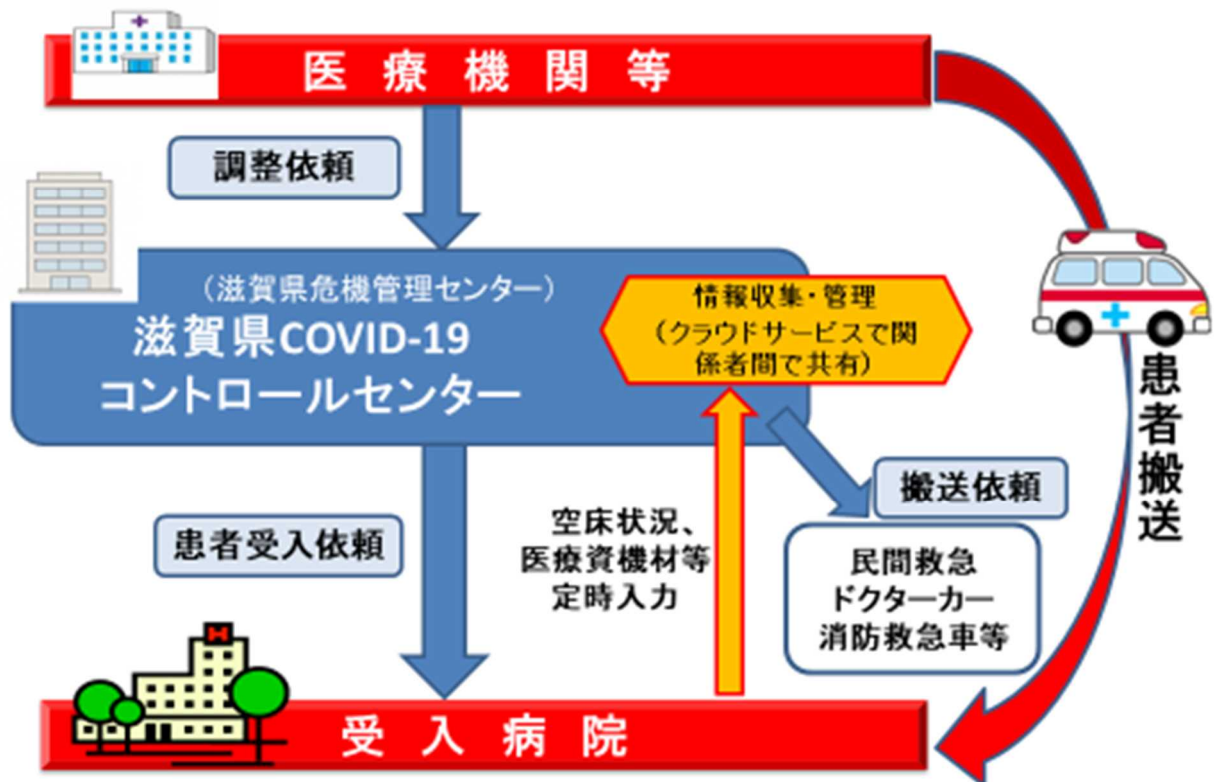 医療機関等
調整依頼
（滋賀県危機管理センター）
滋賀県COVID-19
コントロールセンター
情報収集・管理
（クラウドサービスで関
係者間で共有）
患者搬送
搬送依頼
患者受入依頼
空床状況、
医療資機材等
定時入力
民間救急
ドクターカー
消防救急車等
H
受入病院